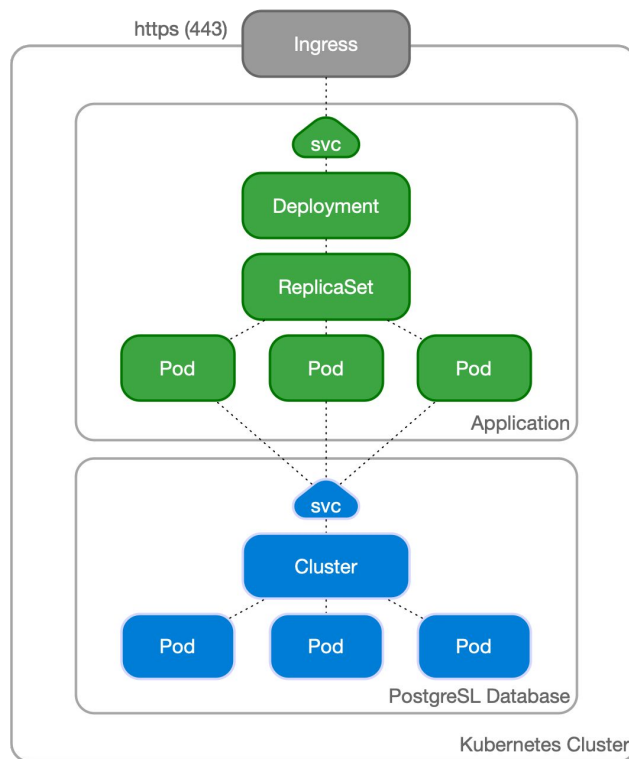 https (443)
Ingress
svc
Deployment
ReplicaSet
Pod
Pod
Pod
Application
svc
Cluster
Pod
Pod
Pod
PostgreSL Database
Kubernetes Cluster